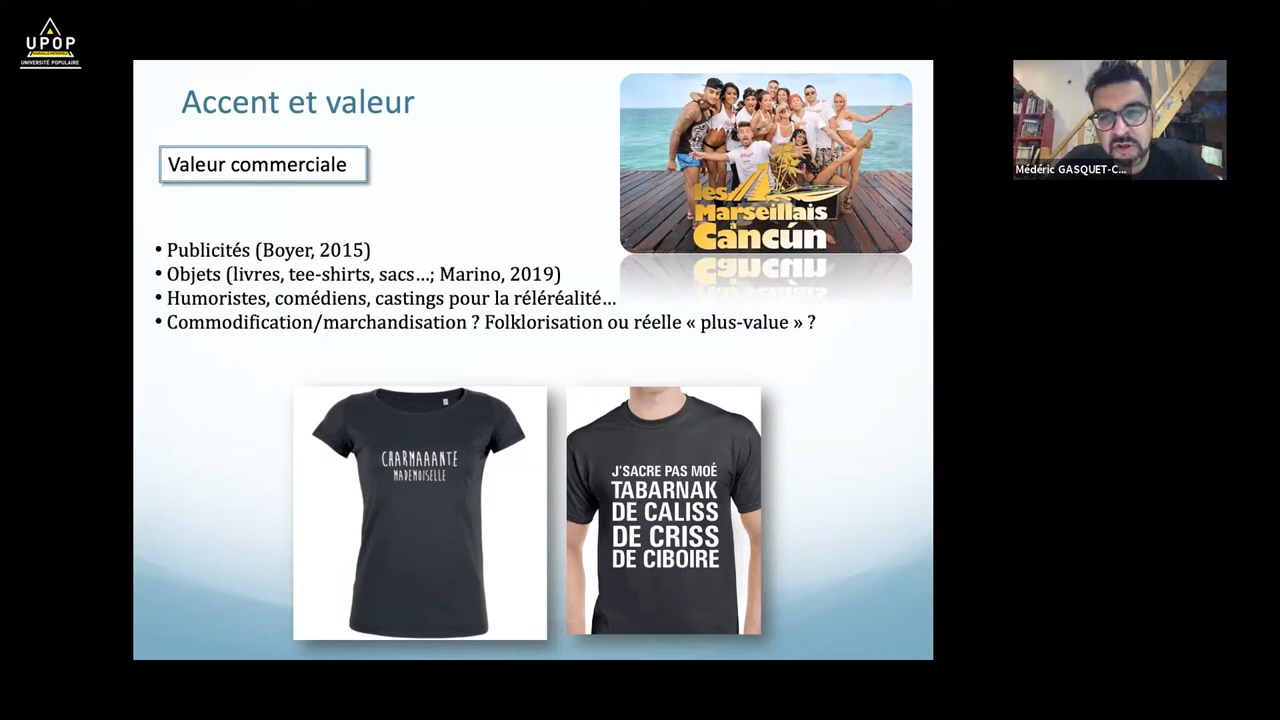 UPOP
UNIVERSITÉ POPULAIRE
Accent et valeur
Valeur commerciale
les
Marseillais
à
Cancún
• Publicités (Boyer, 2015)
• Objets (livres, tee-shirts, sacs…; Marino, 2019)
• Humoristes, comédiens, castings pour la réléréalité…
• Commodification/marchandisation ? Folklorisation ou réelle « plus-value » ?
CHARMAAANTE
MADEMOISELLE
J'SACRE PAS MOÉ
TABARNAK
DE CALISS
DE CRISS
DE CIBOIRE
Médéric GASQUET-C...